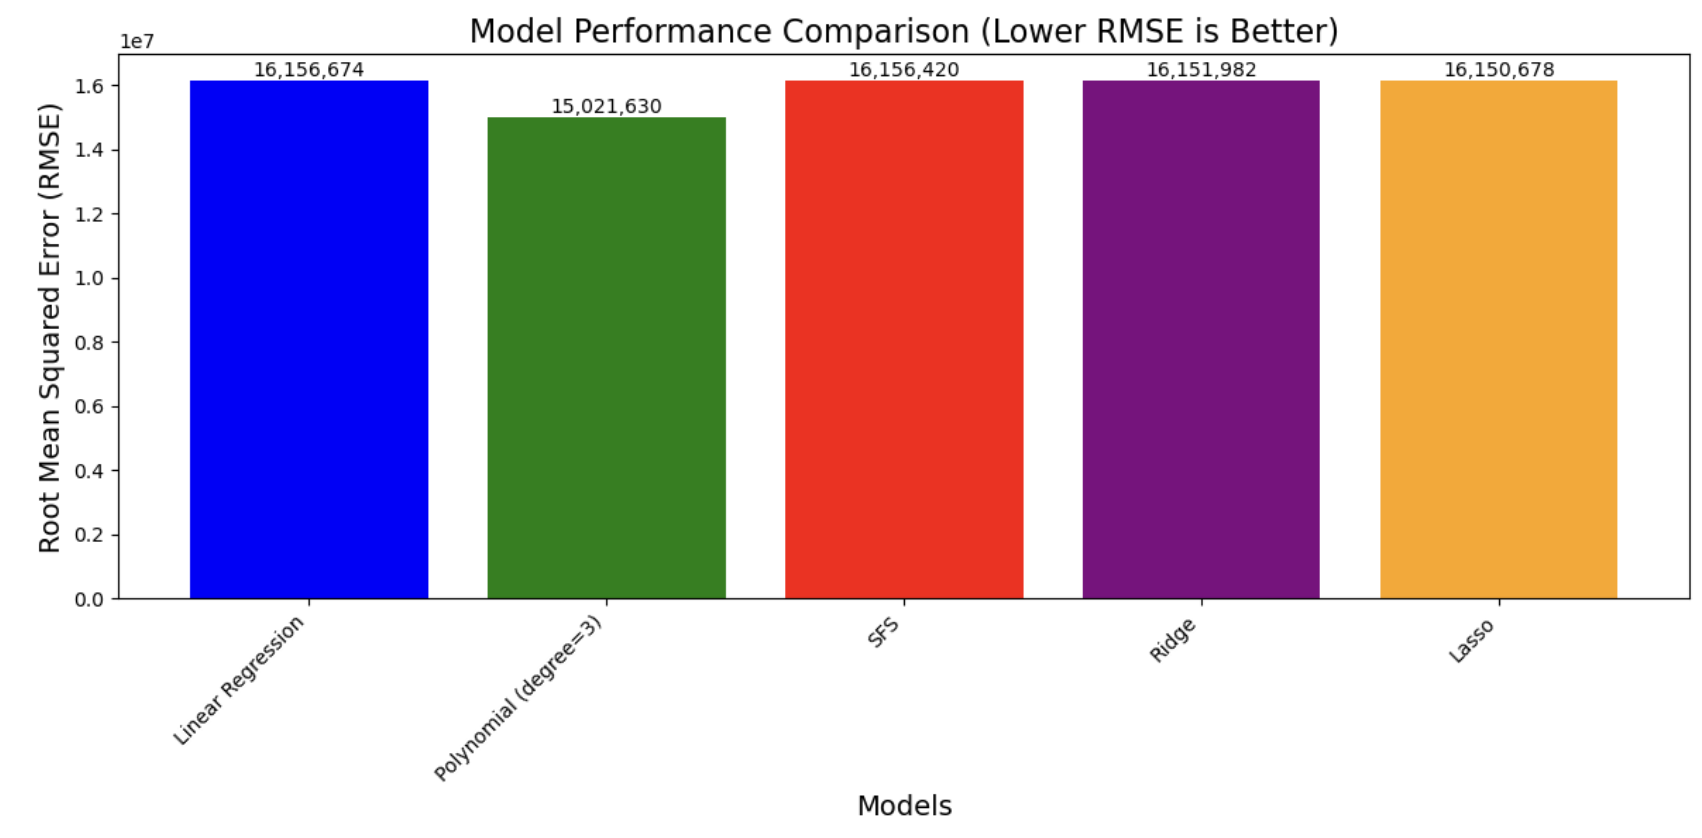 Model Performance Comparison (Lower RMSE is Better)
1e7
16,156,674
15,021,630
16,156,420
16,151,982
16,150,678
Root Mean Squared Error (RMSE)
1.6
1.4
1.2
1.0
0.8
0.6
0.4
0.2
0.0
Linear Regression
Polynomial (degree=3)
SFS
Ridge
Lasso
Models